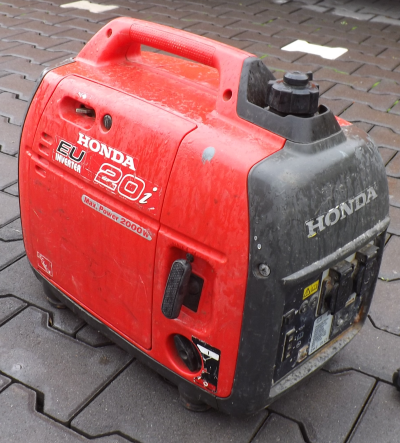 HONDA
EU 20i
INVERTER
Max. Power 2000W
HONDA